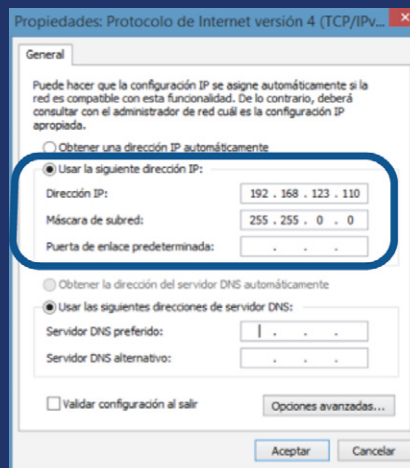 Propiedades: Protocolo de Internet versión 4 (TCP/IPv...
General
Puede hacer que la configuración IP se asigne automáticamente si la
red es compatible con esta funcionalidad. De lo contrario, deberá
consultar con el administrador de red cuál es la configuración IP
apropiada.
Obtener una dirección IP automáticamente
Usar la siguiente dirección IP:
Dirección IP: 192 . 168 . 123 . 110
Máscara de subred: 255 . 255 . 0 . 0
Puerta de enlace predeterminada: . . .
Obtener la dirección del servidor DNS automáticamente
Usar las siguientes direcciones de servidor DNS:
Servidor DNS preferido: . . .
Servidor DNS alternativo: . . .
Validar configuración al salir Opciones avanzadas...
Aceptar Cancelar